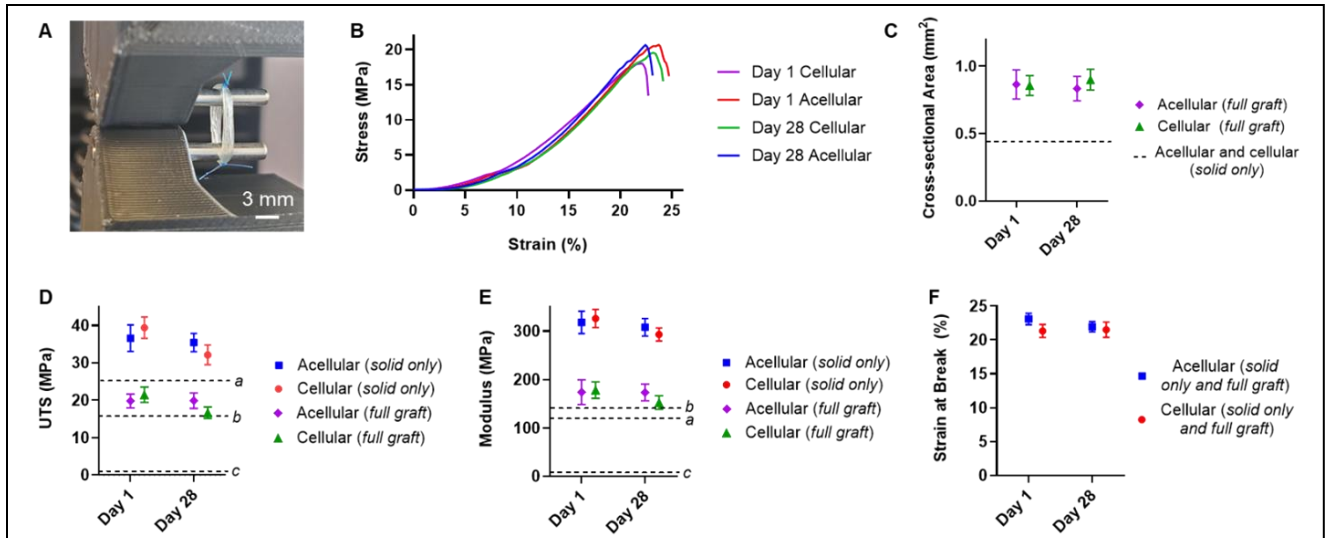 A
3 mm
B
Stress (MPa)
20
15
10
5
0
0 5 10 15 20 25
Strain (%)
Day 1 Cellular
Day 1 Acellular
Day 28 Cellular
Day 28 Acellular
C
Cross-sectional Area (mm²)
1.0
0.5
0.0
Day 1
Day 28
Acellular (full graft)
Cellular (full graft)
Acellular and cellular
(solid only)
D
UTS (MPa)
40
30
20
10
0
a
b
c
Day 1
Day 28
Acellular (solid only)
Cellular (solid only)
Acellular (full graft)
Cellular (full graft)
E
Modulus (MPa)
300
200
100
0
b
a
c
Day 1
Day 28
Acellular (solid only)
Cellular (solid only)
Acellular (full graft)
Cellular (full graft)
F
Strain at Break (%)
25
20
15
10
5
0
Day 1
Day 28
Acellular (solid
only and full graft)
Cellular (solid only
and full graft)